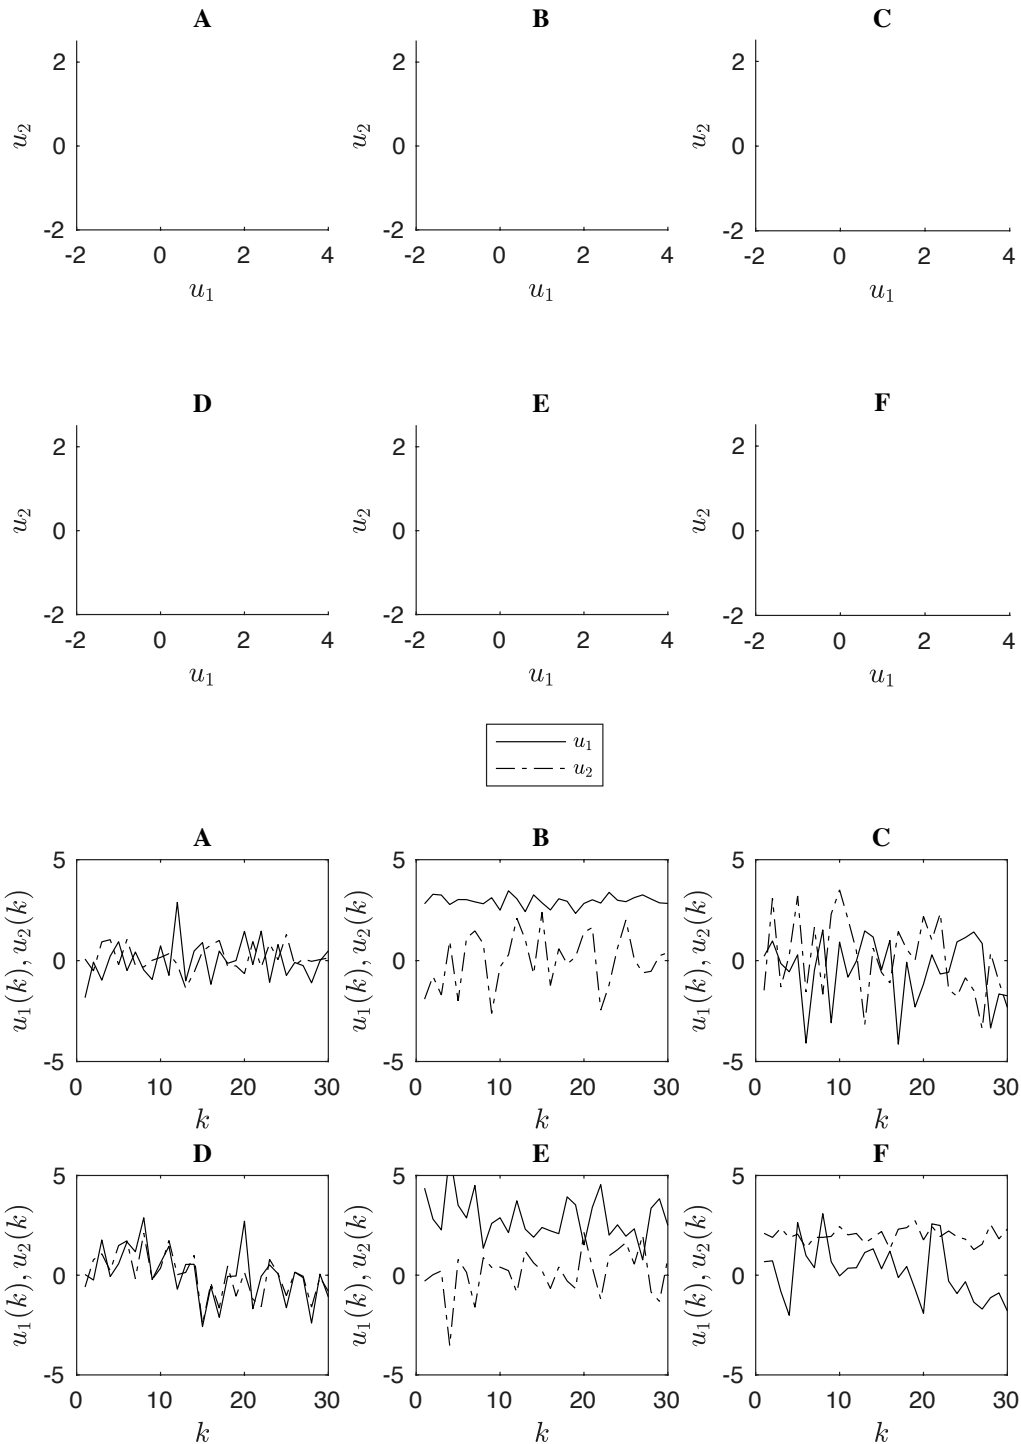 A B C
2 2 2
u₂ 0 u₂ 0 u₂ 0
-2 -2 -2
-2 0 2 4 -2 0 2 4 -2 0 2 4
u₁ u₁ u₁
D E F
2 2 2
u₂ 0 u₂ 0 u₂ 0
-2 -2 -2
-2 0 2 4 -2 0 2 4 -2 0 2 4
u₁ u₁ u₁
u₁
u₂
A B C
5 5 5
u₁(k), u₂(k) 0 u₁(k), u₂(k) 0 u₁(k), u₂(k) 0
-5 -5 -5
0 10 20 30 0 10 20 30 0 10 20 30
k k k
D E F
5 5 5
u₁(k), u₂(k) 0 u₁(k), u₂(k) 0 u₁(k), u₂(k) 0
-5 -5 -5
0 10 20 30 0 10 20 30 0 10 20 30
k k k